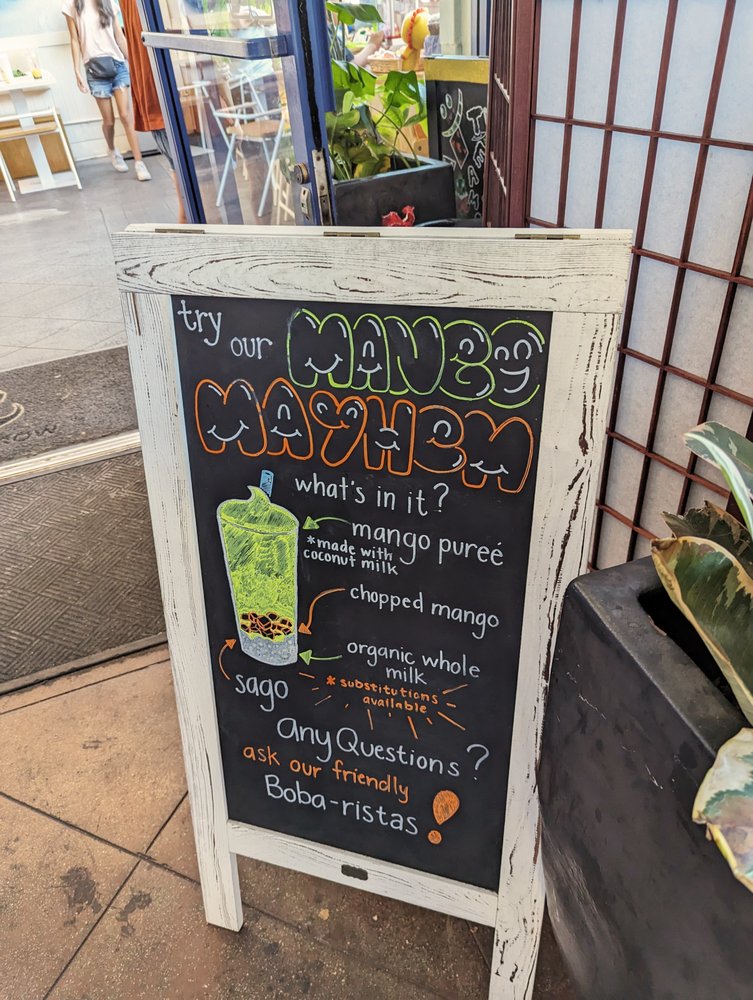 try our MANGO
MAYHEM
what's in it?
mango pureé
*made with
coconut milk
chopped mango
organic whole
milk
* substitutions
available
sago
any Questions?
ask our friendly
Boba-ristas!